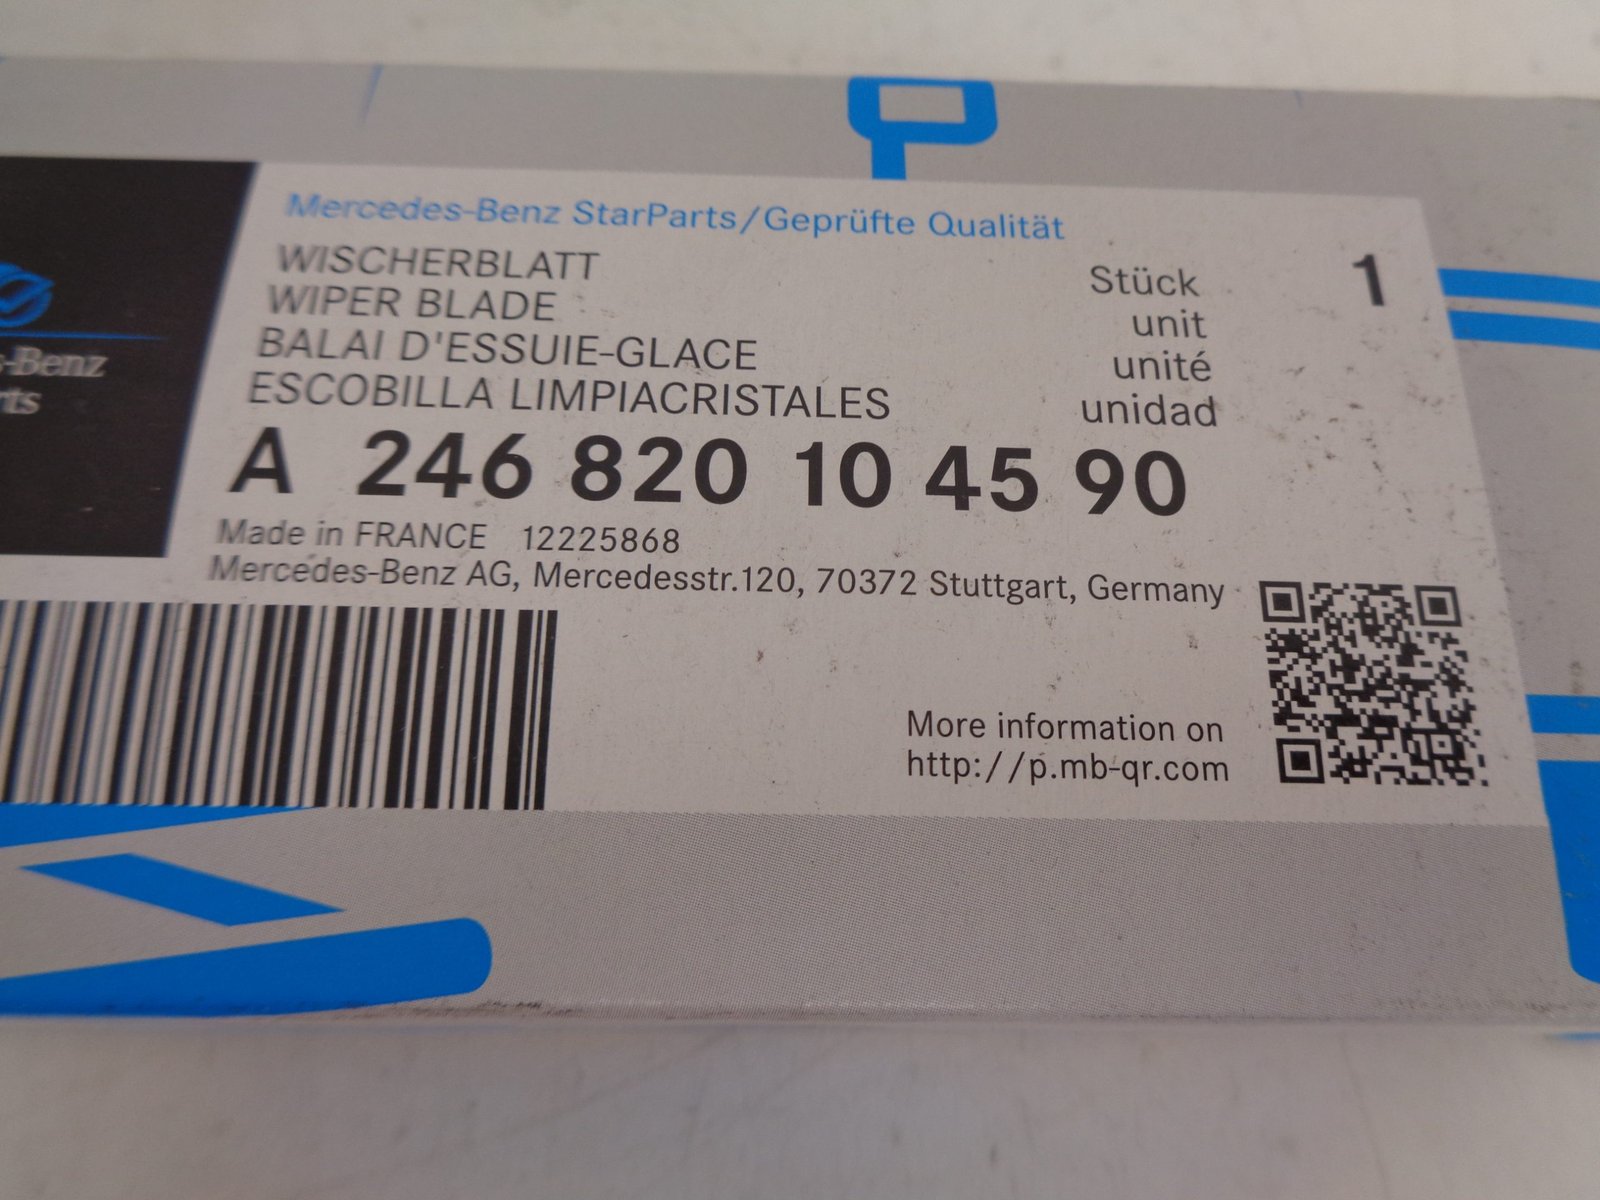 Mercedes-Benz StarParts/Geprüfte Qualität
WISCHERBLATT
WIPER BLADE
BALAI D'ESSUIE-GLACE
ESCOBILLA LIMPIACRISTALES
Stück 1
unit
unité
unidad
A 246 820 10 45 90
Made in FRANCE 12225868
Mercedes-Benz AG, Mercedesstr.120, 70372 Stuttgart, Germany
More information on
http://p.mb-qr.com
-Benz